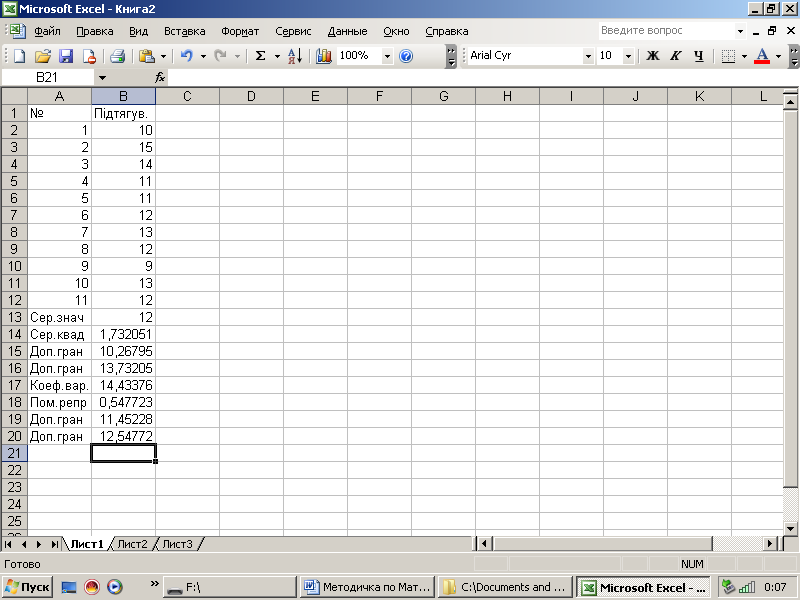 Microsoft Excel - Книга2
Файл Правка Вид Вставка Формат Сервис Данные Окно Справка Введите вопрос
Σ 100% Arial Cyr 10 Ж К Ч А
B21 fx
A B C D E F G H I J K L
1 № Підтягув.
2 1 10
3 2 15
4 3 14
5 4 11
6 5 11
7 6 12
8 7 13
9 8 12
10 9 9
11 10 13
12 11 12
13 Сер.знач 12
14 Сер.квад 1,732051
15 Доп.гран 10,26795
16 Доп.гран 13,73205
17 Коеф.вар. 14,43376
18 Пом.репр 0,547723
19 Доп.гран 11,45228
20 Доп.гран 12,54772
21
22
23
24
25
Лист1 Лист2 Лист3
Готово NUM
Пуск » F:\ Методичка по Мат... C:\Documents and ... Microsoft Excel - ... 0:07